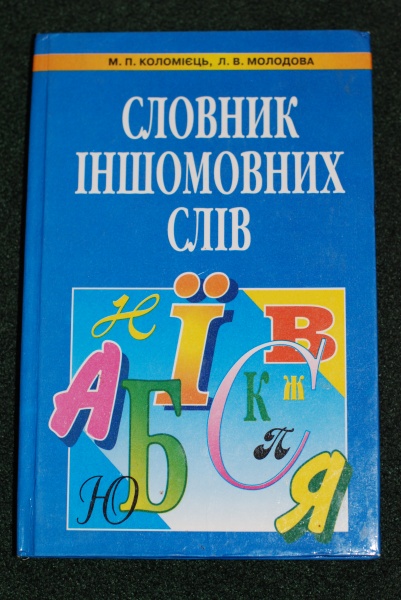 М. П. КОЛОМІЄЦЬ, Л. В. МОЛОДОВА
СЛОВНИК
ІНШОМОВНИХ
СЛІВ
Н Ї В
А Б С К Ж
П
Ю Я